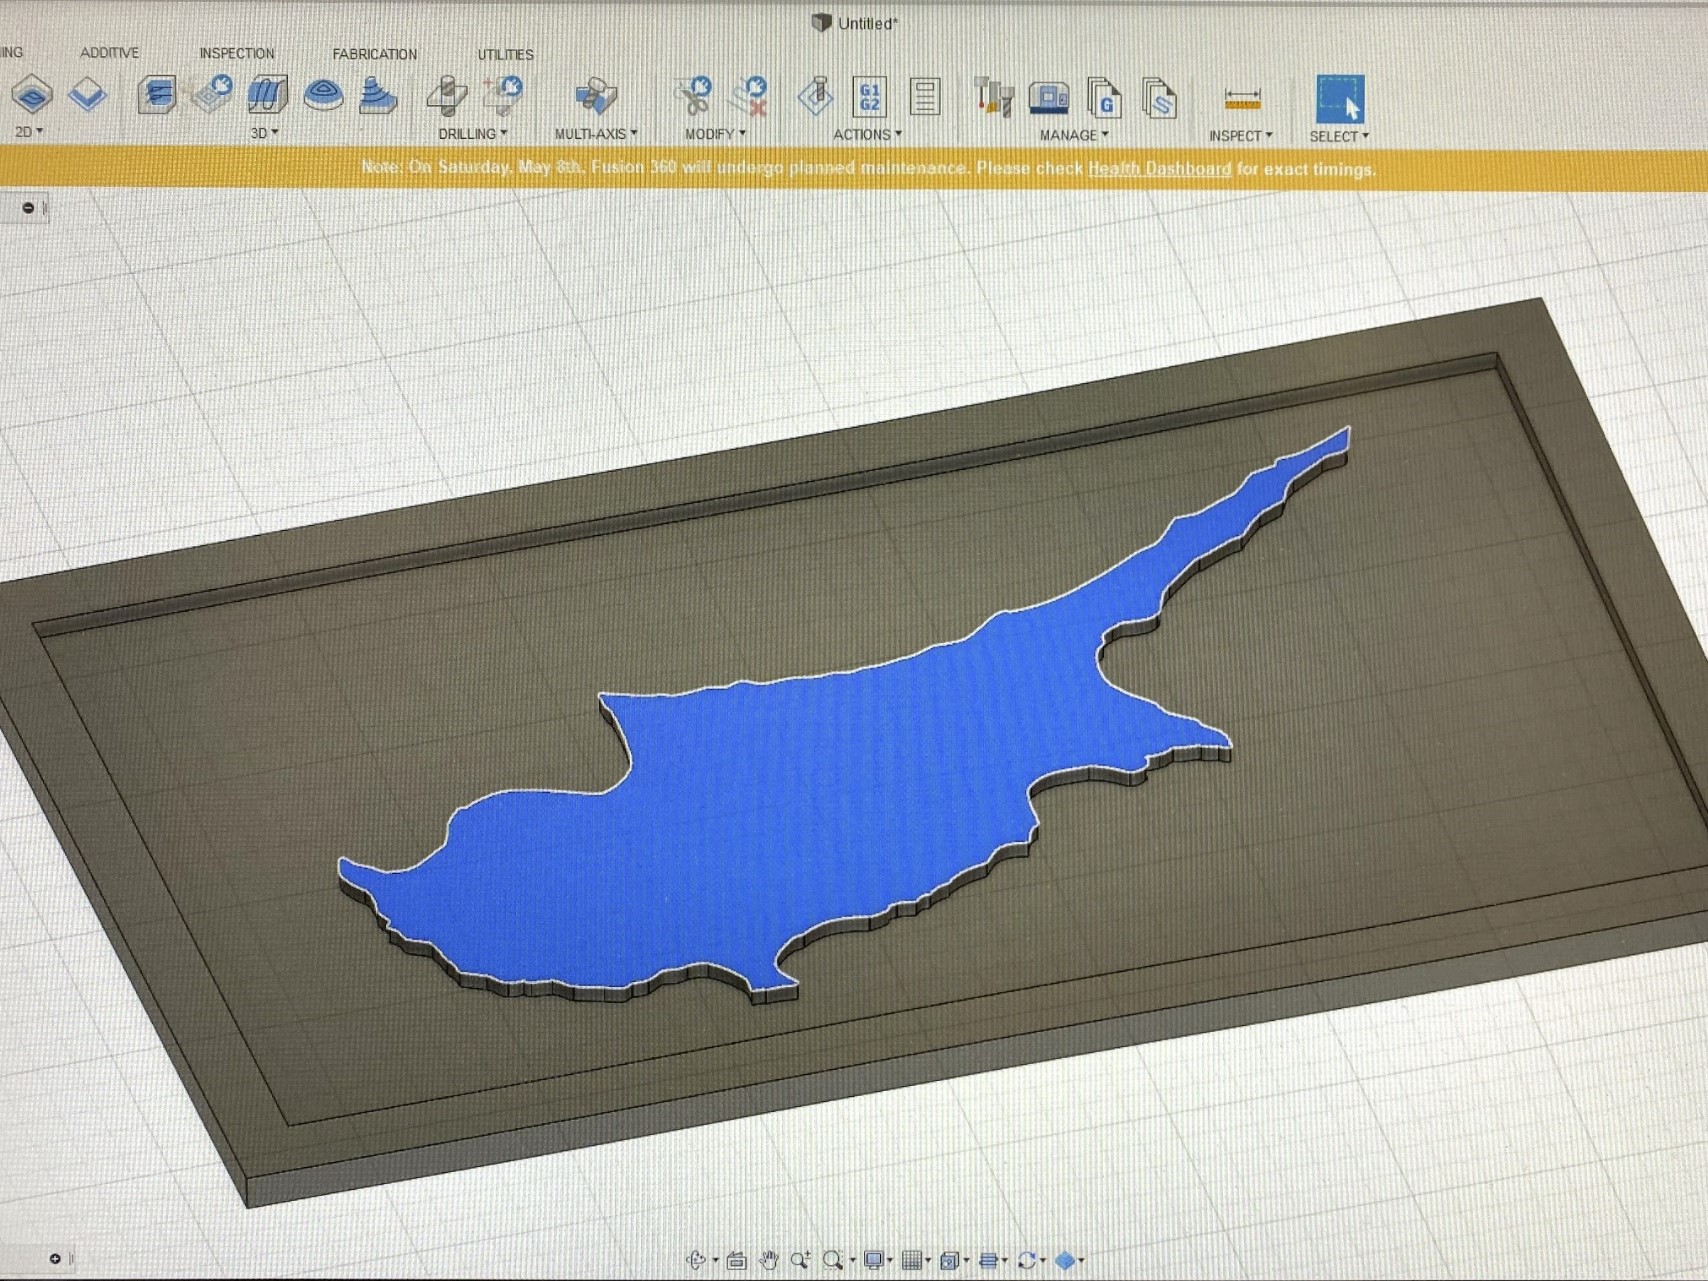 Untitled*
ING ADDITIVE INSPECTION FABRICATION UTILITIES
G1
G2
G
2D 3D DRILLING MULTI-AXIS MODIFY ACTIONS MANAGE INSPECT SELECT
Note: On Saturday, May 8th, Fusion 360 will undergo planned maintenance. Please check Health Dashboard for exact timings.